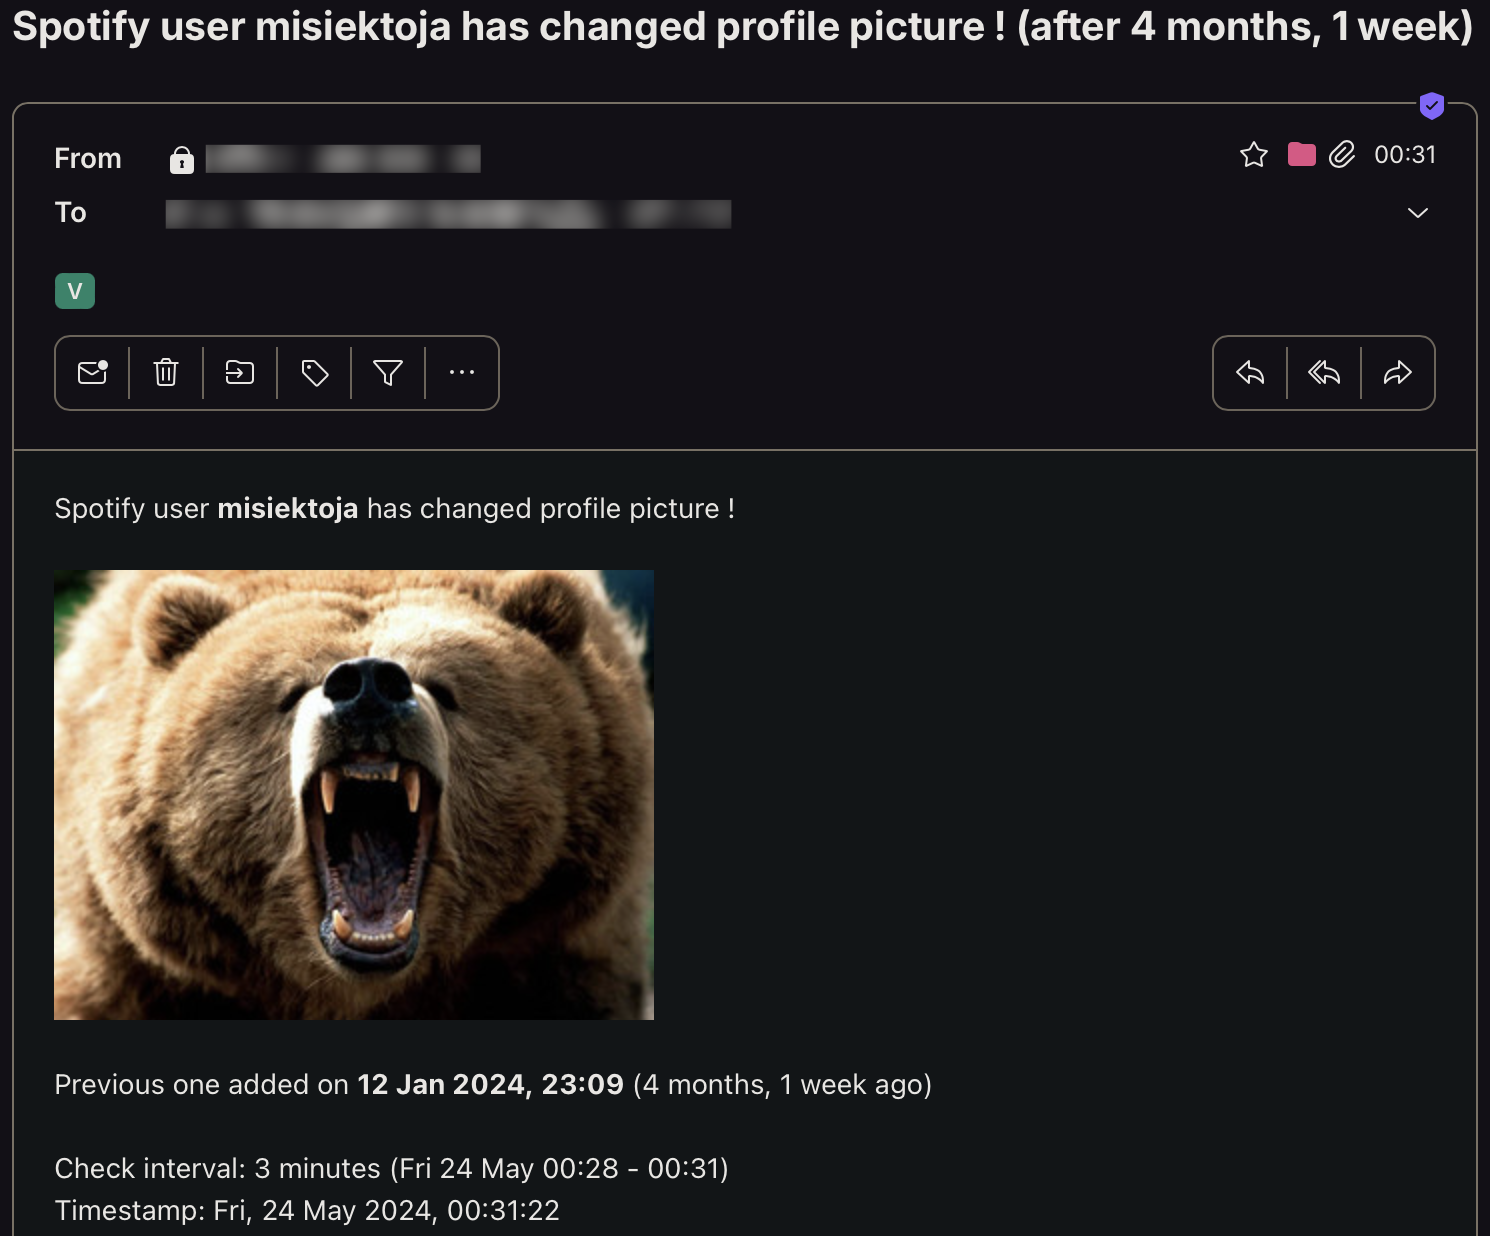 Spotify user misiektoja has changed profile picture ! (after 4 months, 1 week)
From
00:31
To
V
Spotify user misiektoja has changed profile picture !
Previous one added on 12 Jan 2024, 23:09 (4 months, 1 week ago)
Check interval: 3 minutes (Fri 24 May 00:28 - 00:31)
Timestamp: Fri, 24 May 2024, 00:31:22